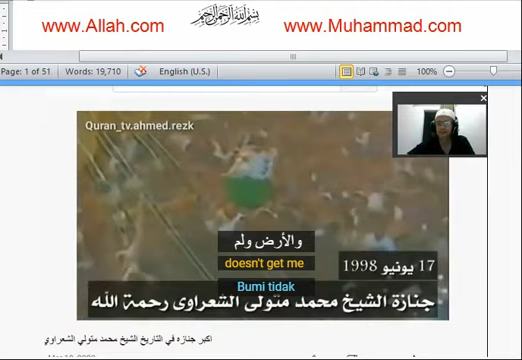 www.Allah.com بسم الله الرحمن الرحيم www.Muhammad.com
Page: 1 of 51 Words: 19,710 English (U.S.) 100%
Quran_tv.ahmed.rezk
والأرض ولم
doesn't get me
Bumi tidak
17 يونيو 1998
جنازة الشيخ محمد متولى الشعراوى رحمة الله
اكبر جنازه في التاريخ الشيخ محمد متولي الشعراوي